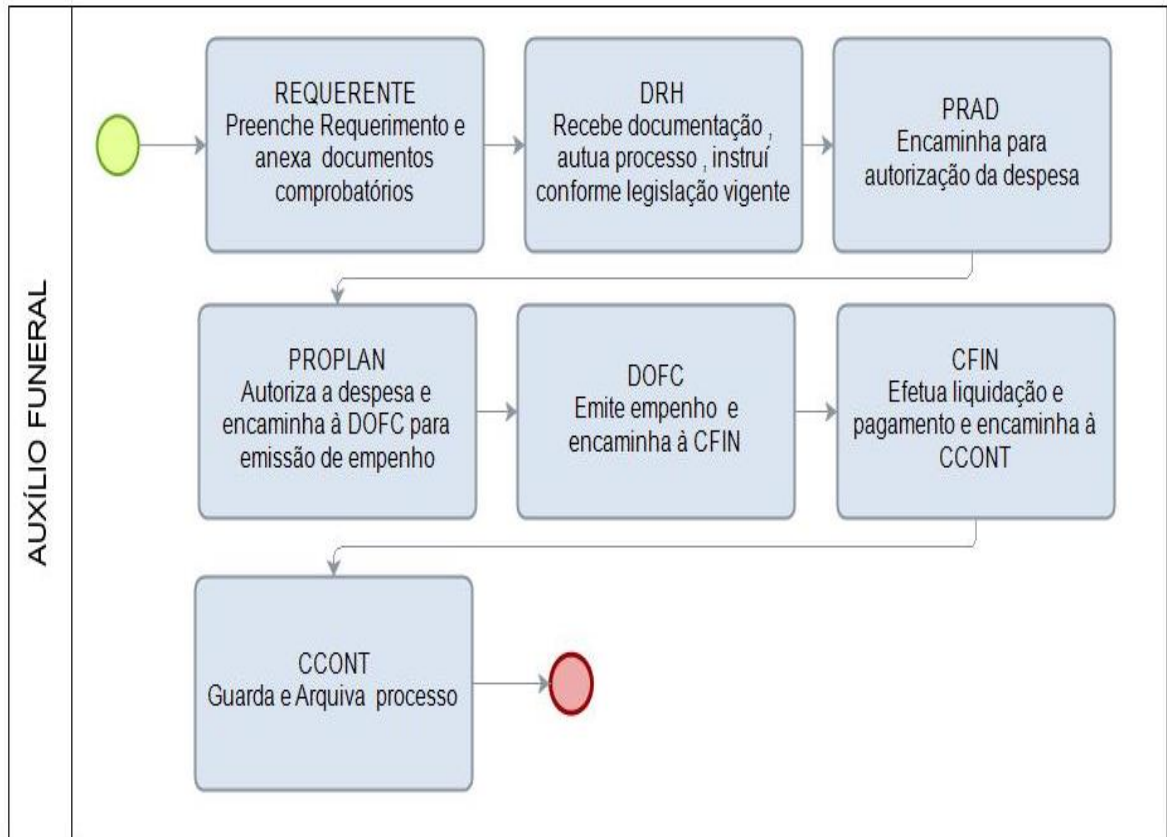 AUXÍLIO FUNERAL
REQUERENTE
Preenche Requerimento e
anexa documentos
comprobatórios
DRH
Recebe documentação ,
autua processo , instruí
conforme legislação vigente
PRAD
Encaminha para
autorização da despesa
PROPLAN
Autoriza a despesa e
encaminha à DOFC para
emissão de empenho
DOFC
Emite empenho e
encaminha à CFIN
CFIN
Efetua liquidação e
pagamento e encaminha à
CCONT
CCONT
Guarda e Arquiva processo